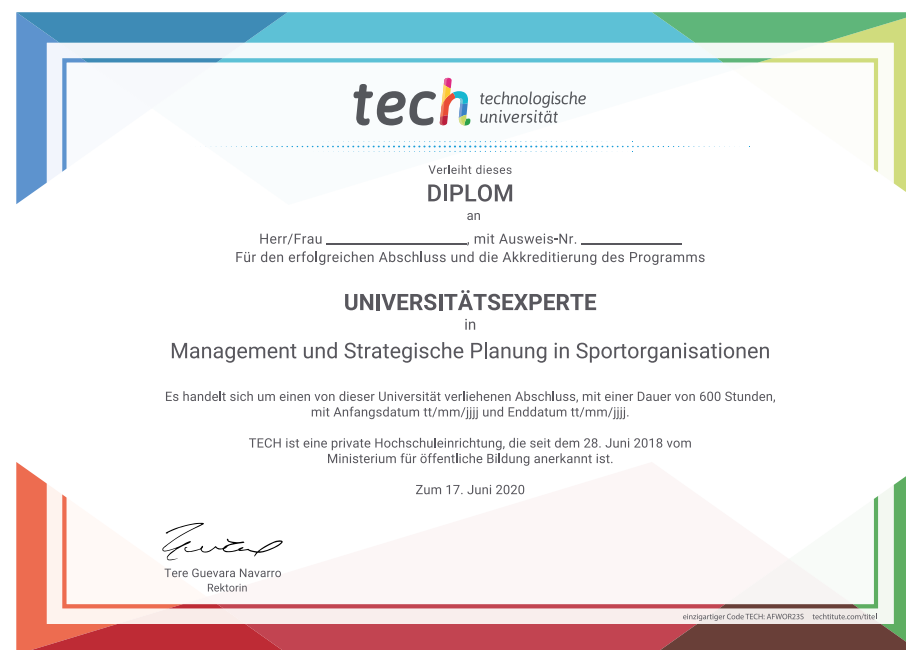 tech technologische
universität
Verleiht dieses
DIPLOM
an
Herr/Frau ____________________, mit Ausweis-Nr. ______________
Für den erfolgreichen Abschluss und die Akkreditierung des Programms
UNIVERSITÄTSEXPERTE
in
Management und Strategische Planung in Sportorganisationen
Es handelt sich um einen von dieser Universität verliehenen Abschluss, mit einer Dauer von 600 Stunden,
mit Anfangsdatum tt/mm/jjjj und Enddatum tt/mm/jjjj.
TECH ist eine private Hochschuleinrichtung, die seit dem 28. Juni 2018 vom
Ministerium für öffentliche Bildung anerkannt ist.
Zum 17. Juni 2020
Tere Guevara Navarro
Rektorin
einzigartiger Code TECH: AFWOR23S techtitute.com/titel